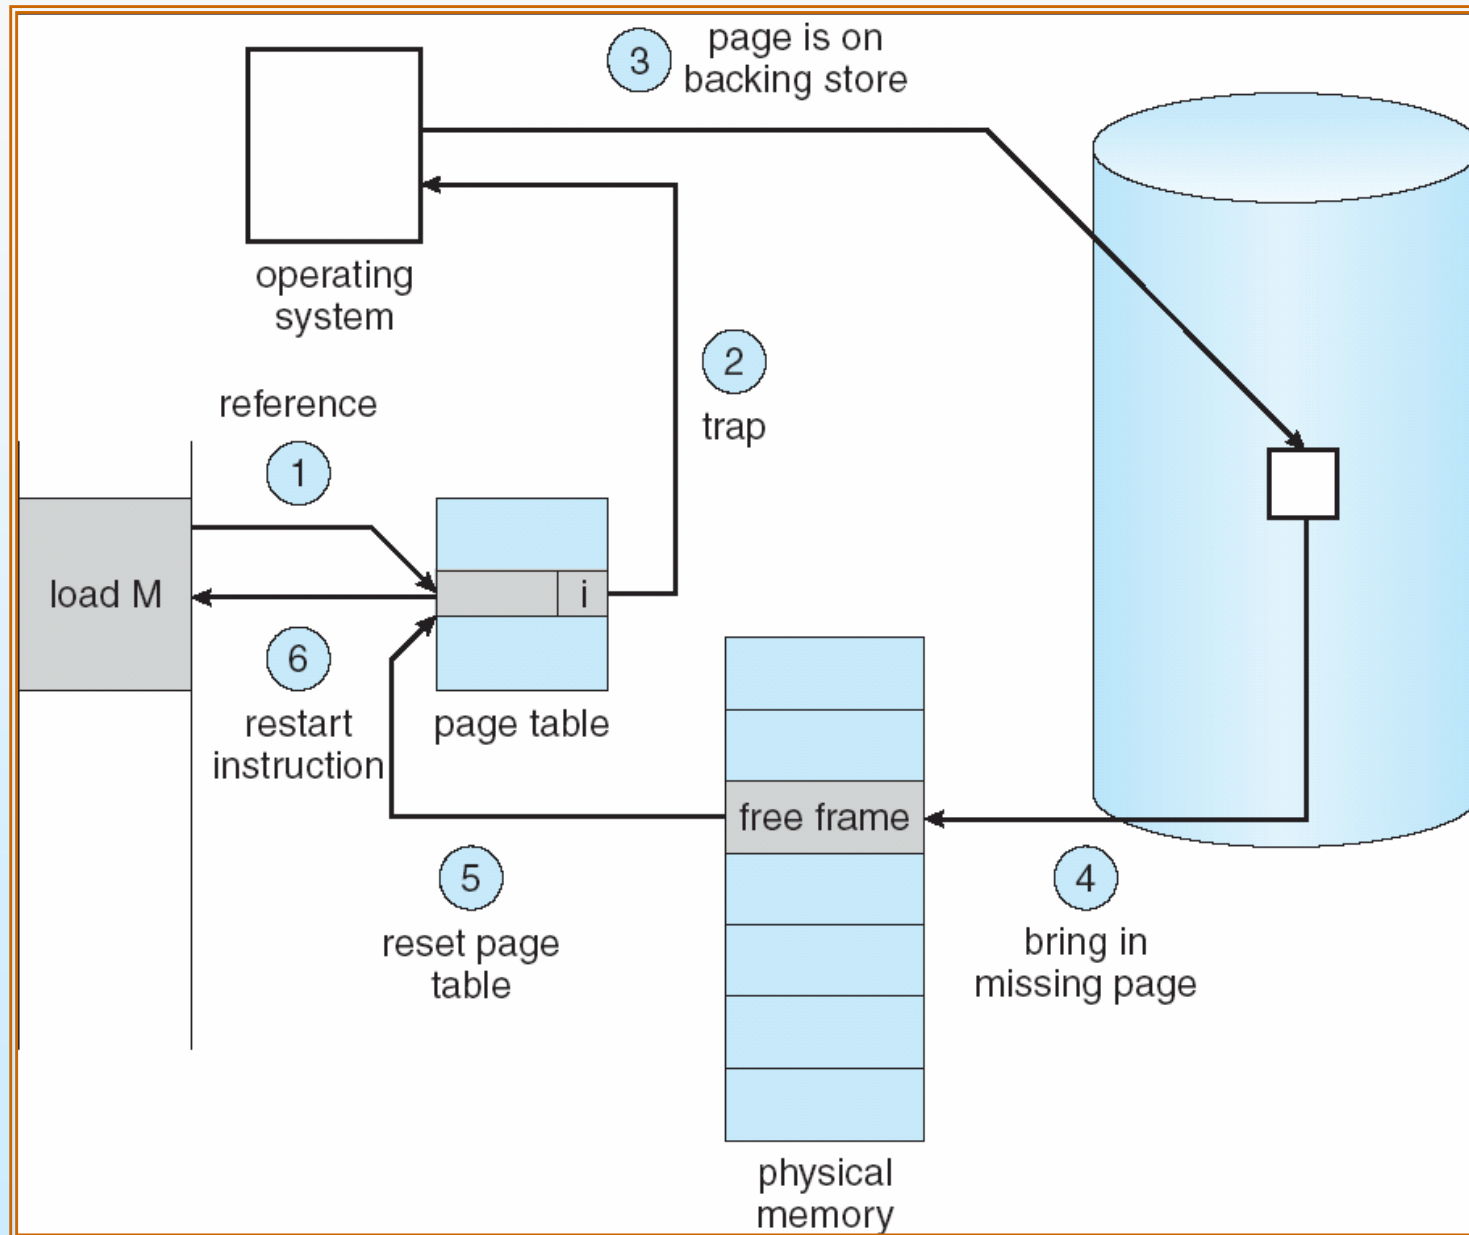 3
page is on
backing store
operating
system
2
trap
reference
1
load M
i
6
restart
instruction
page table
free frame
5
reset page
table
4
bring in
missing page
physical
memory